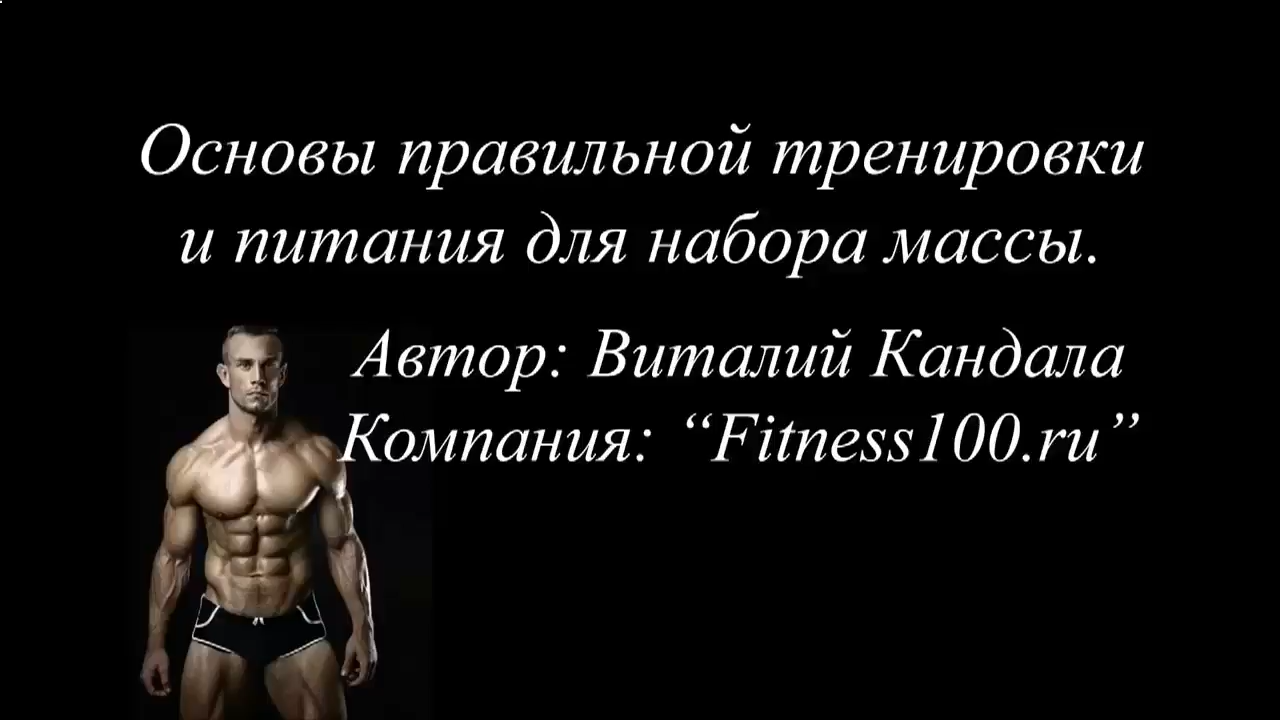 Основы правильной тренировки
и питания для набора массы.
Автор: Виталий Кандала
Компания: “Fitness100.ru”